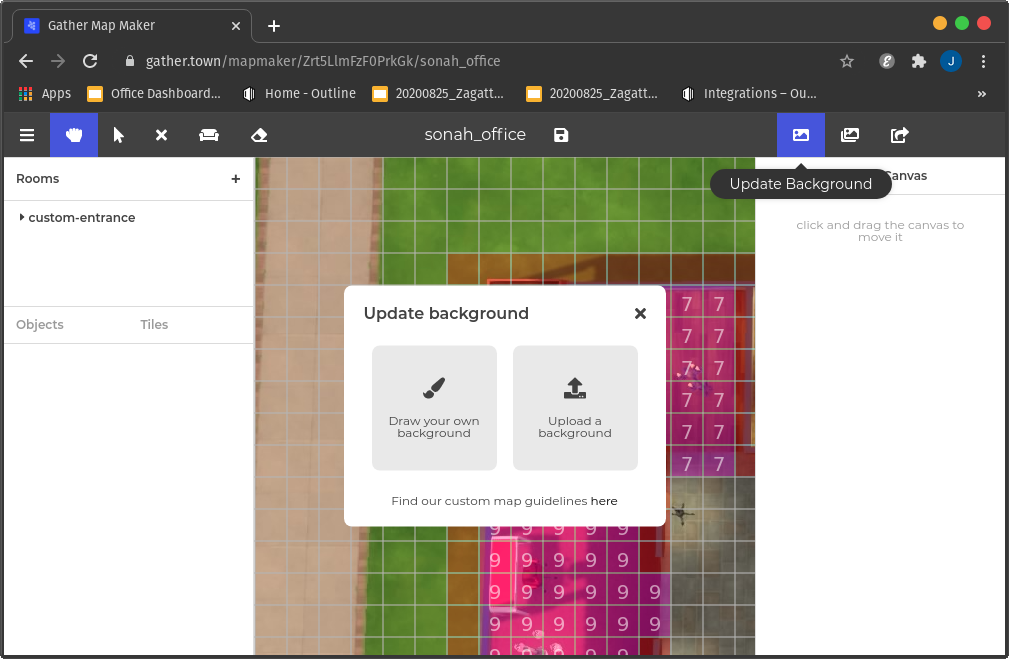 Gather Map Maker
gather.town/mapmaker/Zrt5LlmFzF0PrkGk/sonah_office
J
Apps
Office Dashboard...
Home - Outline
20200825_Zagatt...
20200825_Zagatt...
Integrations – Ou...
»
sonah_office
Rooms +
Update Background
Canvas
custom-entrance
click and drag the canvas to
move it
Objects Tiles
7 7
Update background
7 7
7 7
7 7
Draw your own
background
Upload a
background
7 7
7 7
Find our custom map guidelines here
9 9 9 9 9
9 9 9 9 9
9 9 9 9 9 9
9 9 9 9 9 9
9 9 9 9 9 9